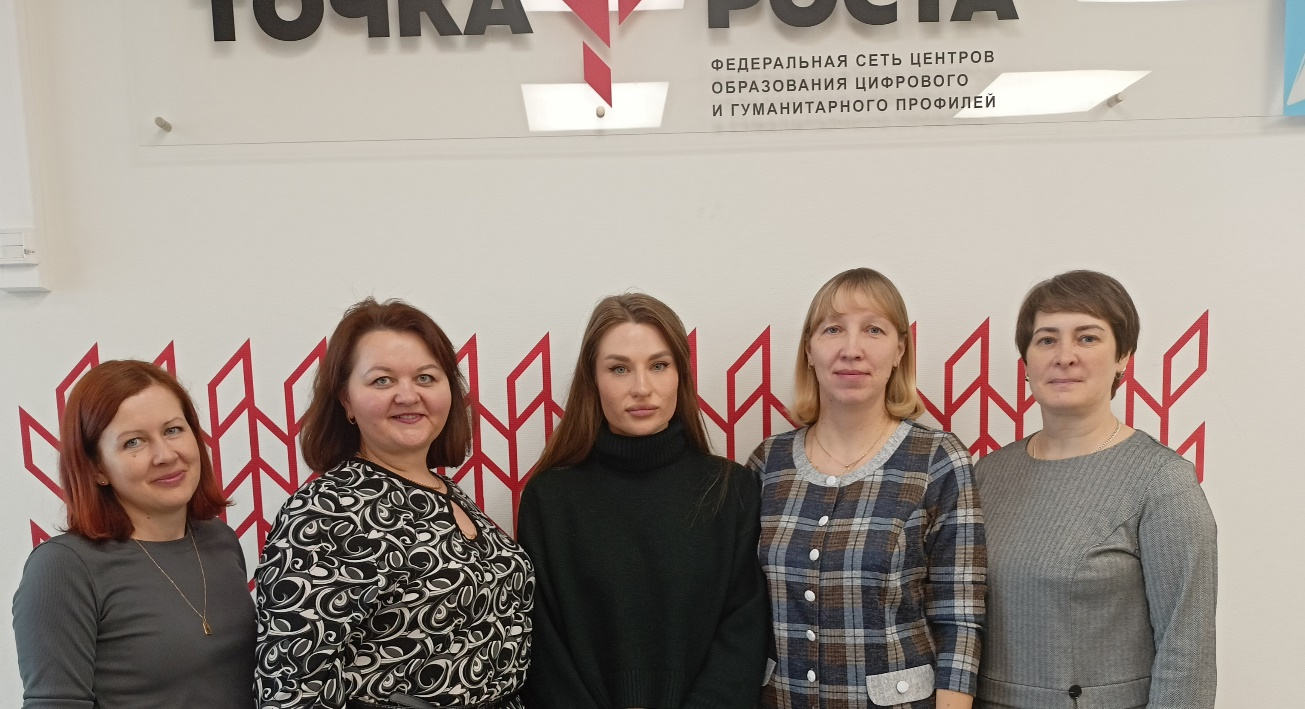 ТОЧКА РОСТА
ФЕДЕРАЛЬНАЯ СЕТЬ ЦЕНТРОВ
ОБРАЗОВАНИЯ ЦИФРОВОГО
И ГУМАНИТАРНОГО ПРОФИЛЕЙ